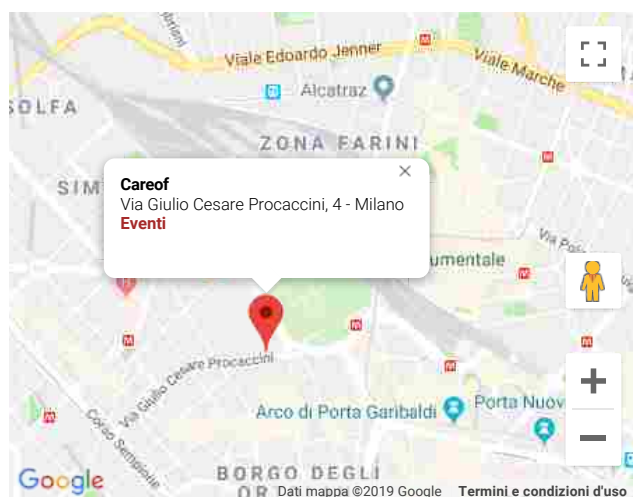 Viale Edoardo Jenner
Viale Marche
Alcatraz
SOLFA
ZONA FARINI
SIM
Careof
Via Giulio Cesare Procaccini, 4 - Milano
Eventi
umentale
Via Giulio Cesare Procaccini
Corso Sempione
Arco di Porta Garibaldi
Porta Nuov
BORGO DEGLI
OR
Google
Dati mappa ©2019 Google
Termini e condizioni d'uso